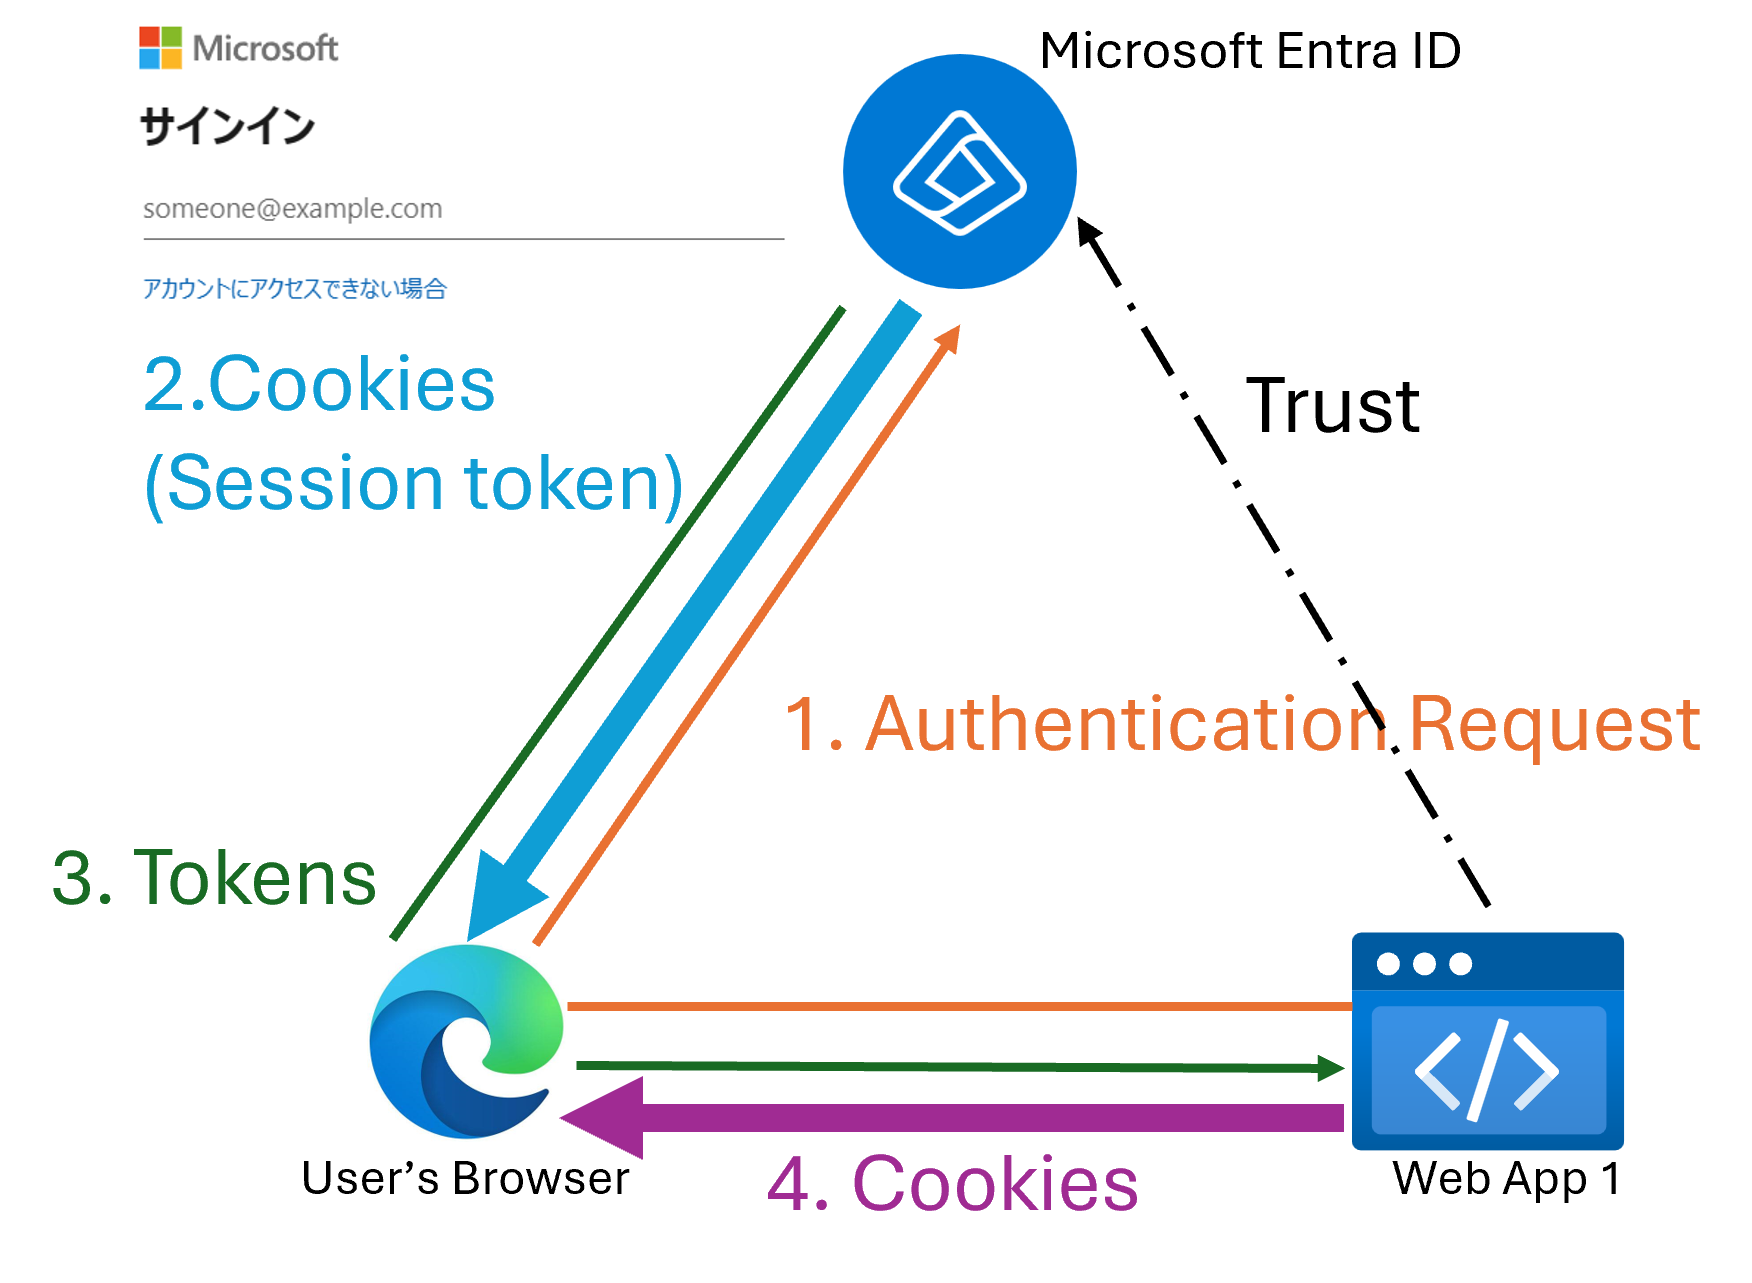 Microsoft
サインイン
someone@example.com
アカウントにアクセスできない場合
Microsoft Entra ID
2.Cookies
(Session token)
Trust
1. Authentication Request
3. Tokens
User's Browser
4. Cookies
Web App 1